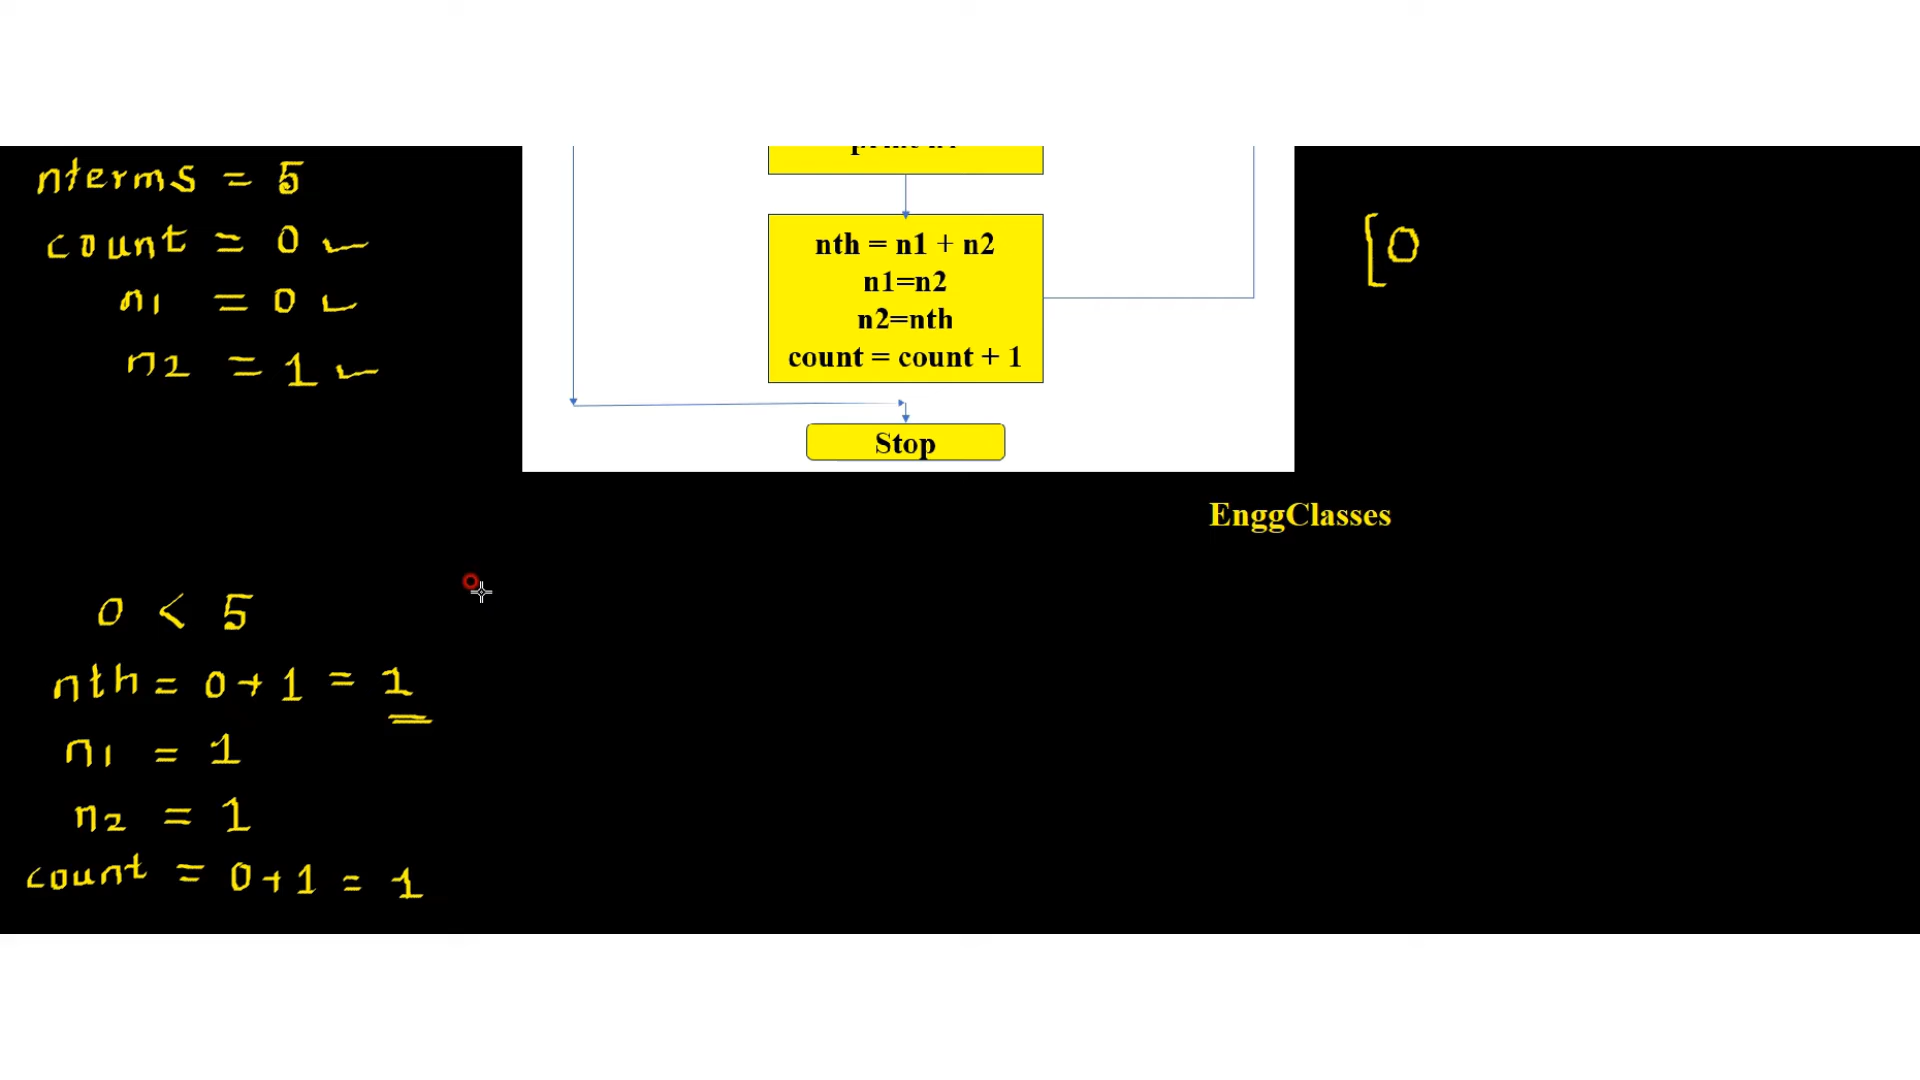 nterms = 5
count = 0
n1 = 0
n2 = 1
nth = n1 + n2
n1=n2
n2=nth
count = count + 1
Stop
[0
EnggClasses
0 < 5
nth = 0+1 = 1
n1 = 1
n2 = 1
count = 0+1 = 1